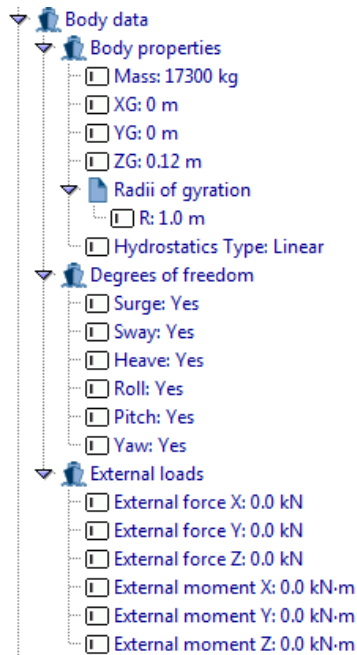 Body data
Body properties
Mass: 17300 kg
XG: 0 m
YG: 0 m
ZG: 0.12 m
Radii of gyration
R: 1.0 m
Hydrostatics Type: Linear
Degrees of freedom
Surge: Yes
Sway: Yes
Heave: Yes
Roll: Yes
Pitch: Yes
Yaw: Yes
External loads
External force X: 0.0 kN
External force Y: 0.0 kN
External force Z: 0.0 kN
External moment X: 0.0 kN·m
External moment Y: 0.0 kN·m
External moment Z: 0.0 kN·m